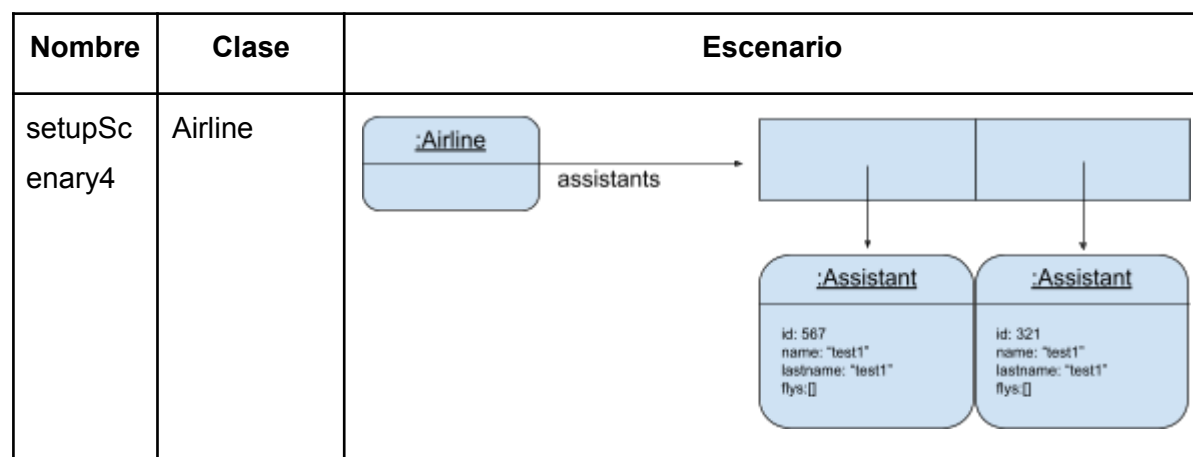 Nombre Clase Escenario
setupSc Airline
enary4
:Airline
assistants
:Assistant :Assistant
id: 567 id: 321
name: "test1" name: "test1"
lastname: "test1" lastname: "test1"
flys:[] flys:[]